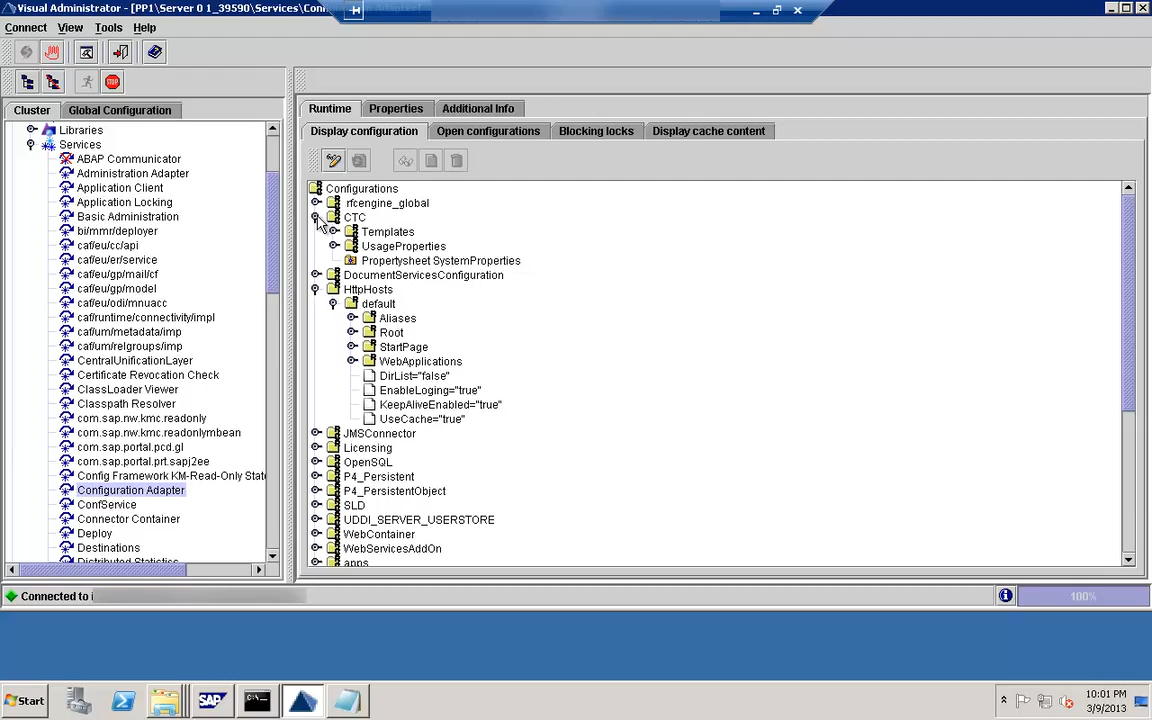 Visual Administrator - [PP1\Server 0 1_39590\Services\Con
Connect View Tools Help
Cluster Global Configuration
Libraries
Services
ABAP Communicator
Administration Adapter
Application Client
Application Locking
Basic Administration
bi/mmr/deployer
caf/eu/cc/api
caf/eu/er/service
caf/eu/gp/mail/cf
caf/eu/gp/model
caf/eu/odi/mnuacc
caf/runtime/connectivity/impl
caf/um/metadata/imp
caf/um/relgroups/imp
CentralUnificationLayer
Certificate Revocation Check
ClassLoader Viewer
Classpath Resolver
com.sap.nw.kmc.readonly
com.sap.nw.kmc.readonlymbean
com.sap.portal.pcd.gl
com.sap.portal.prt.sapj2ee
Config Framework KM-Read-Only Stat
Configuration Adapter
ConfService
Connector Container
Deploy
Destinations
Distributed Statistics
Runtime Properties Additional Info
Display configuration Open configurations Blocking locks Display cache content
Configurations
rfcengine_global
CTC
Templates
UsageProperties
Propertysheet SystemProperties
DocumentServicesConfiguration
HttpHosts
default
Aliases
Root
StartPage
WebApplications
DirList="false"
EnableLoging="true"
KeepAliveEnabled="true"
UseCache="true"
JMSConnector
Licensing
OpenSQL
P4_Persistent
P4_PersistentObject
SLD
UDDI_SERVER_USERSTORE
WebContainer
WebServicesAddOn
apps
Connected to
100%
Start
SAP
10:01 PM
3/9/2013